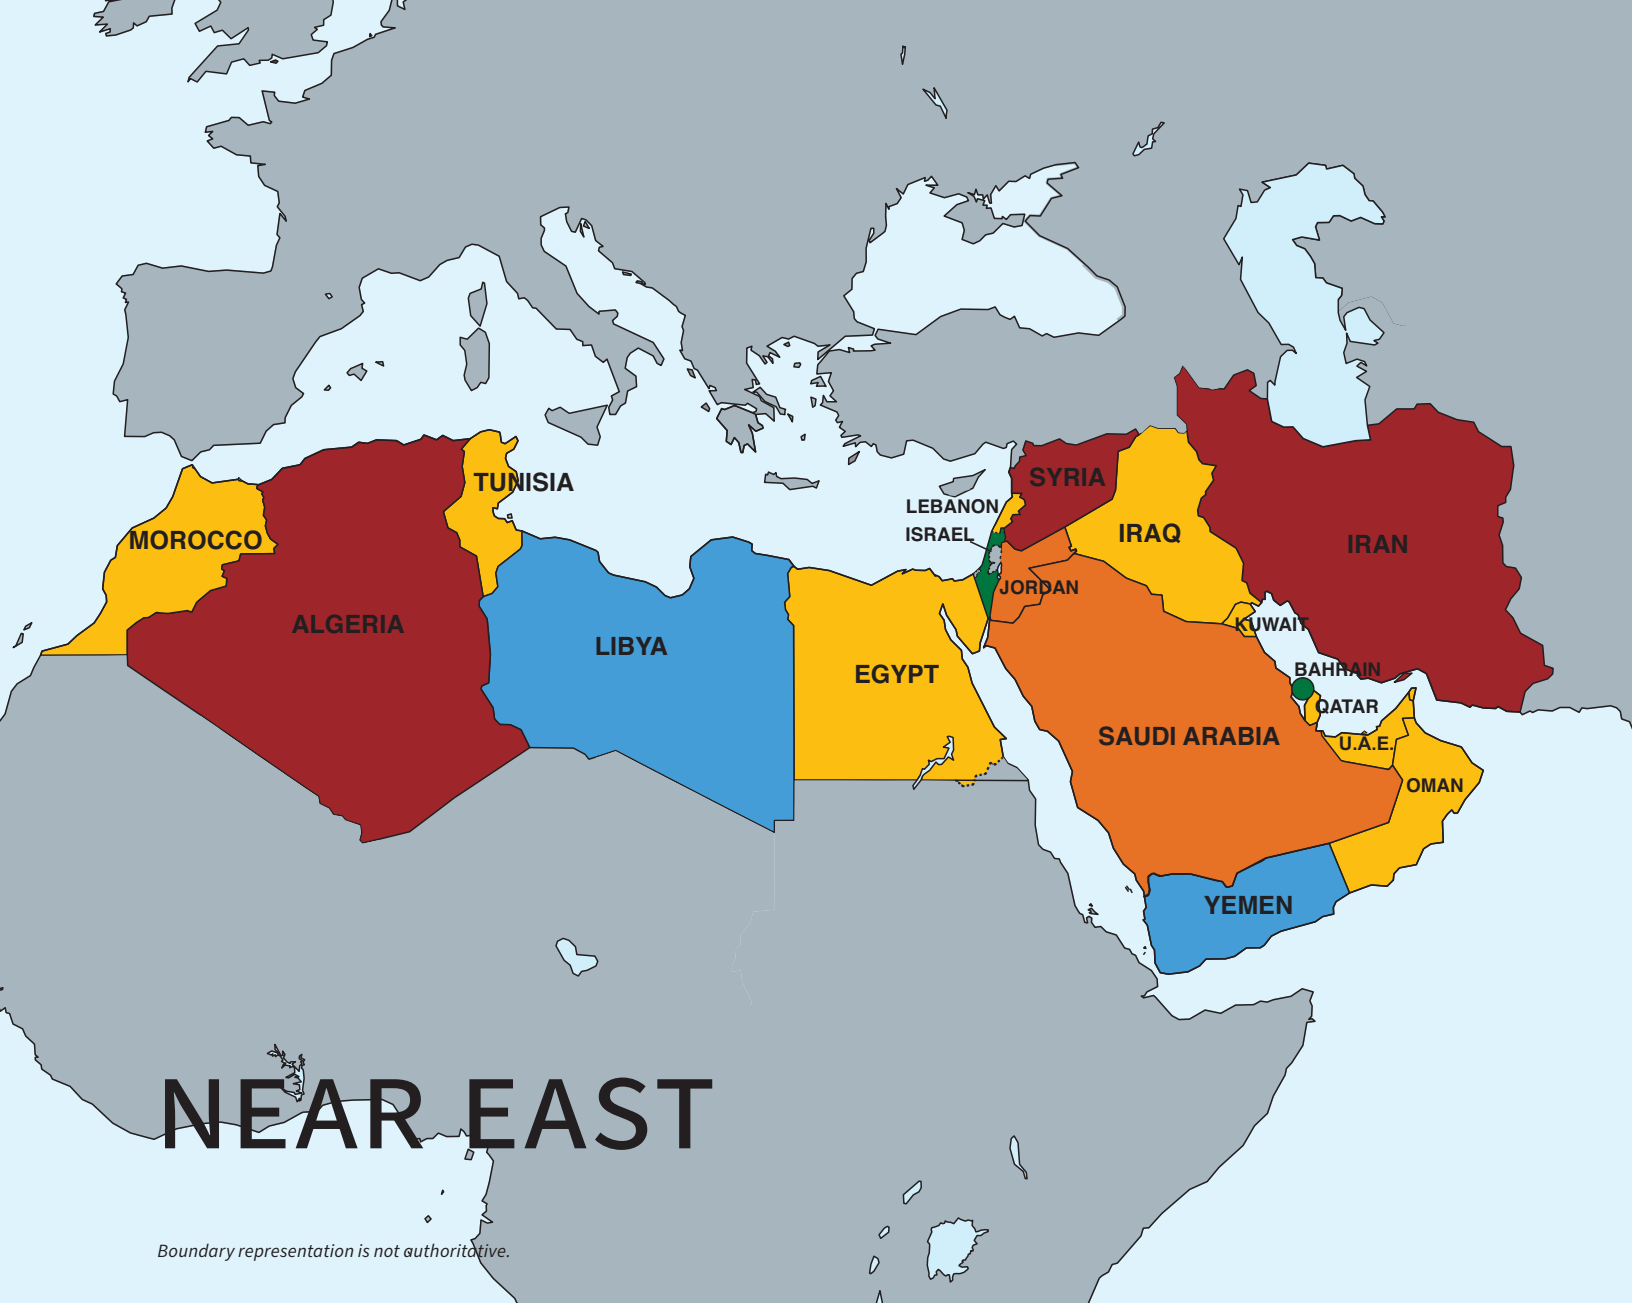 TUNISIA
SYRIA
LEBANON
ISRAEL
MOROCCO
IRAQ
IRAN
JORDAN
ALGERIA
KUWAIT
LIBYA
BAHRAIN
EGYPT
QATAR
SAUDI ARABIA
U.A.E.
OMAN
YEMEN
NEAR EAST
Boundary representation is not authoritative.